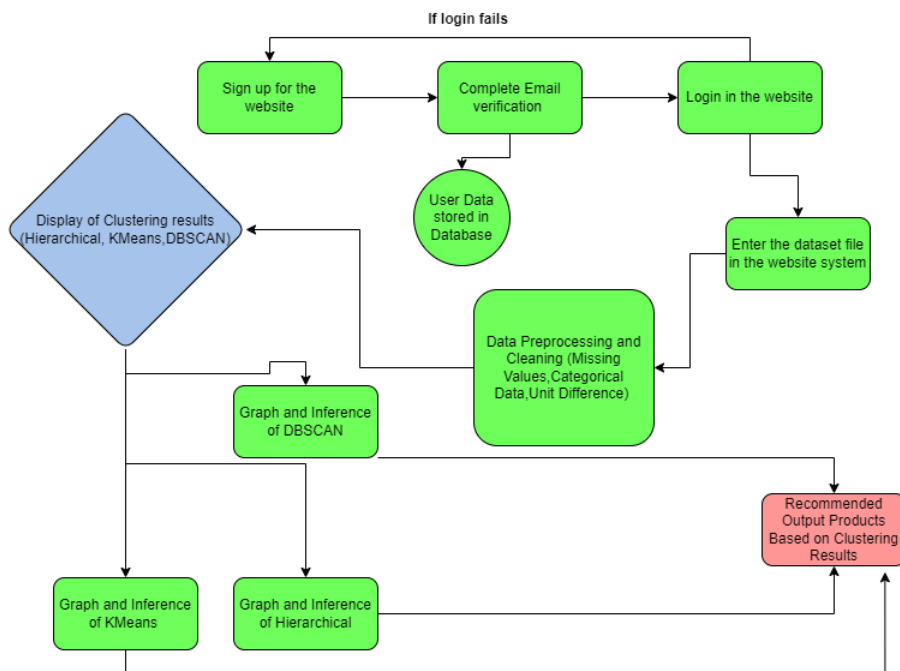 If login fails
Sign up for the
website
Complete Email
verification
Login in the website
User Data
stored in
Database
Display of Clustering results
(Hierarchical, KMeans,DBSCAN)
Enter the dataset file
in the website system
Data Preprocessing and
Cleaning (Missing
Values,Categorical
Data,Unit Difference)
Graph and Inference
of DBSCAN
Recommended
Output Products
Based on Clustering
Results
Graph and Inference
of KMeans
Graph and Inference
of Hierarchical